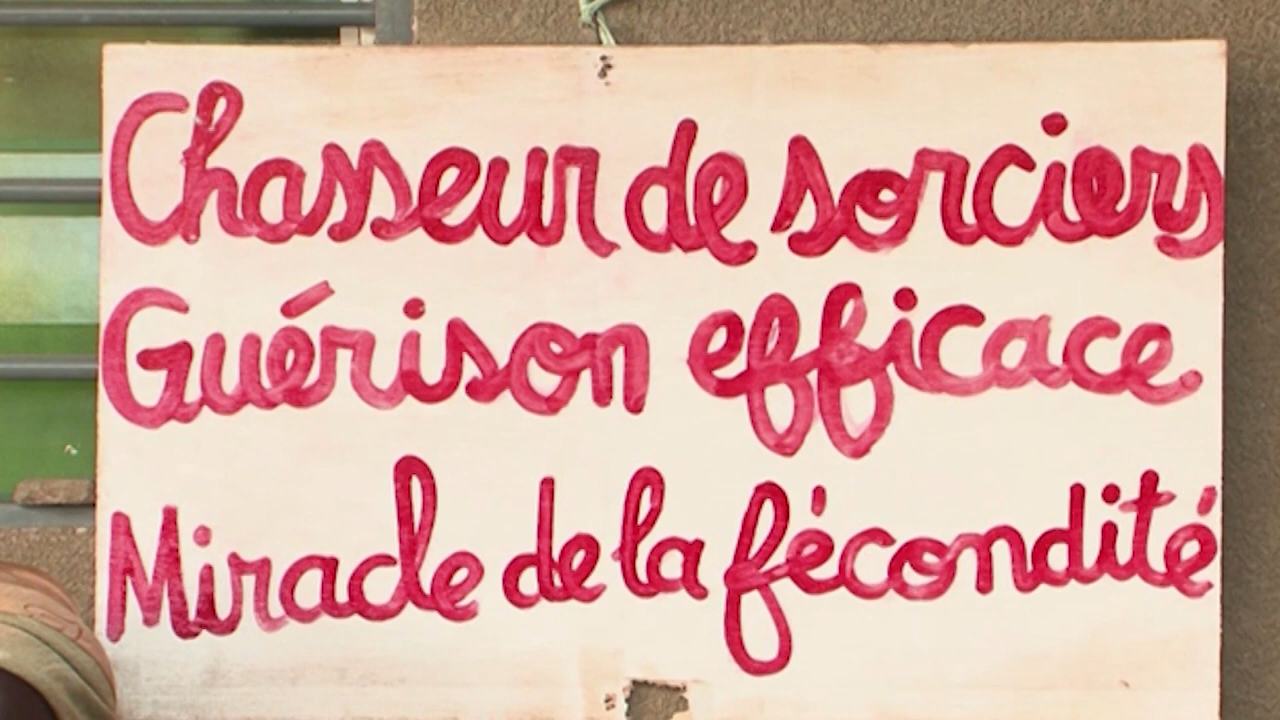 Chasseur de sorciers
Guérison efficace.
Miracle de la fécondité